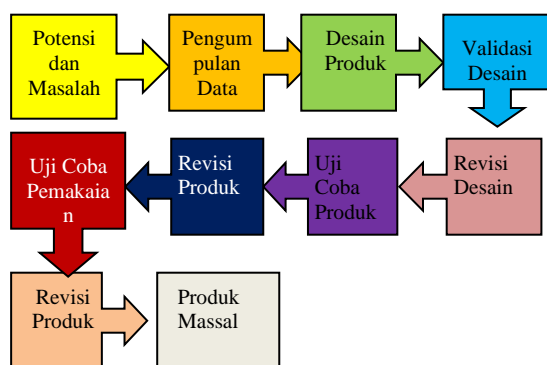 Potensi
dan
Masalah
Pengum
pulan
Data
Desain
Produk
Validasi
Desain
Uji Coba
Pemakaia
n
Revisi
Produk
Uji
Coba
Produk
Revisi
Desain
Revisi
Produk
Produk
Massal